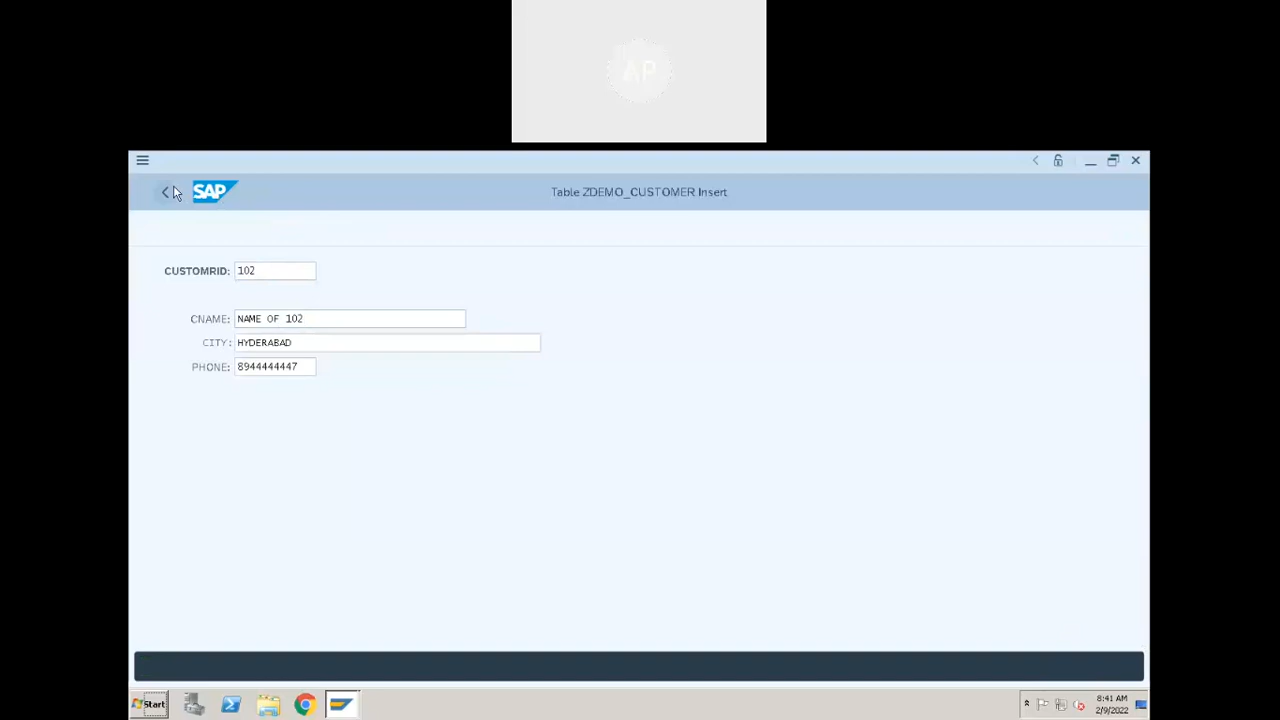 AP
SAP
Table ZDEMO_CUSTOMER Insert
CUSTOMRID: 102
CNAME: NAME OF 102
CITY: HYDERABAD
PHONE: 8944444447
Start
8:41 AM
2/9/2022